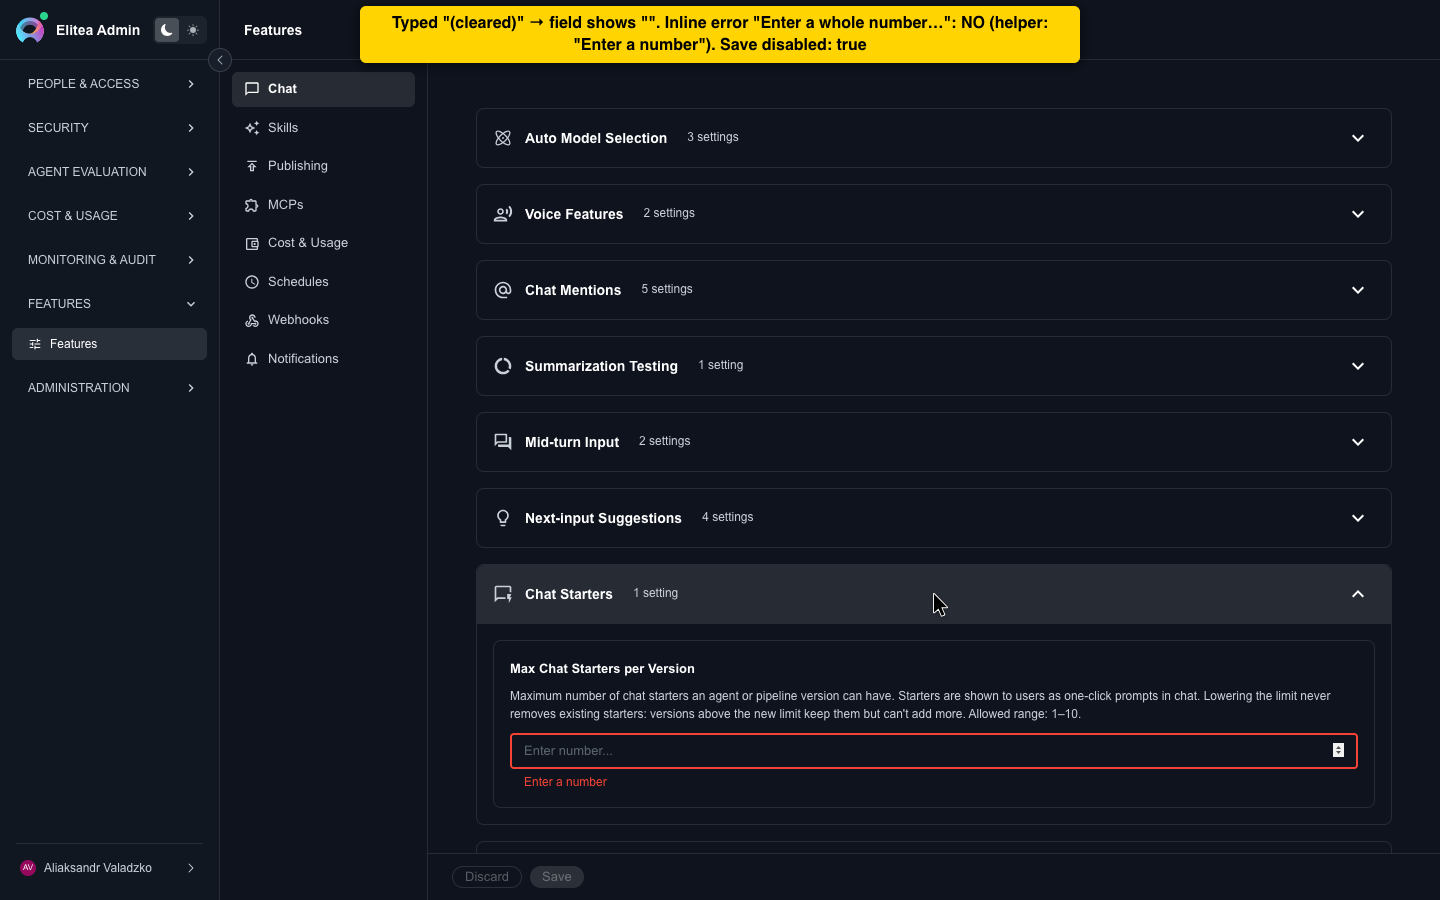 Typed "(cleared)" → field shows "". Inline error "Enter a whole number…": NO (helper:
"Enter a number"). Save disabled: true
Elitea Admin
PEOPLE & ACCESS
SECURITY
AGENT EVALUATION
COST & USAGE
MONITORING & AUDIT
FEATURES
Features
ADMINISTRATION
AV Aliaksandr Valadzko
Features
Chat
Skills
Publishing
MCPs
Cost & Usage
Schedules
Webhooks
Notifications
Auto Model Selection 3 settings
Voice Features 2 settings
Chat Mentions 5 settings
Summarization Testing 1 setting
Mid-turn Input 2 settings
Next-input Suggestions 4 settings
Chat Starters 1 setting
Max Chat Starters per Version
Maximum number of chat starters an agent or pipeline version can have. Starters are shown to users as one-click prompts in chat. Lowering the limit never
removes existing starters: versions above the new limit keep them but can't add more. Allowed range: 1–10.
Enter number...
Enter a number
Discard Save